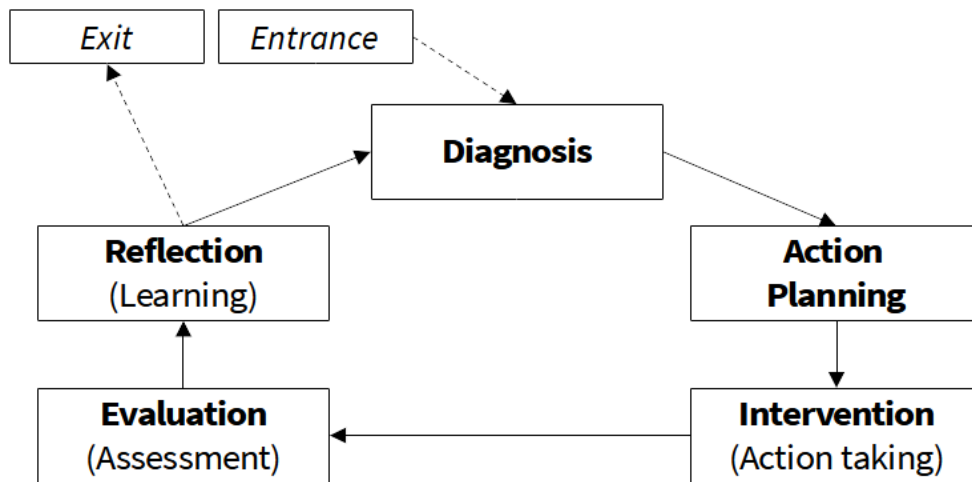 Exit
Entrance
Diagnosis
Reflection
(Learning)
Action
Planning
Evaluation
(Assessment)
Intervention
(Action taking)